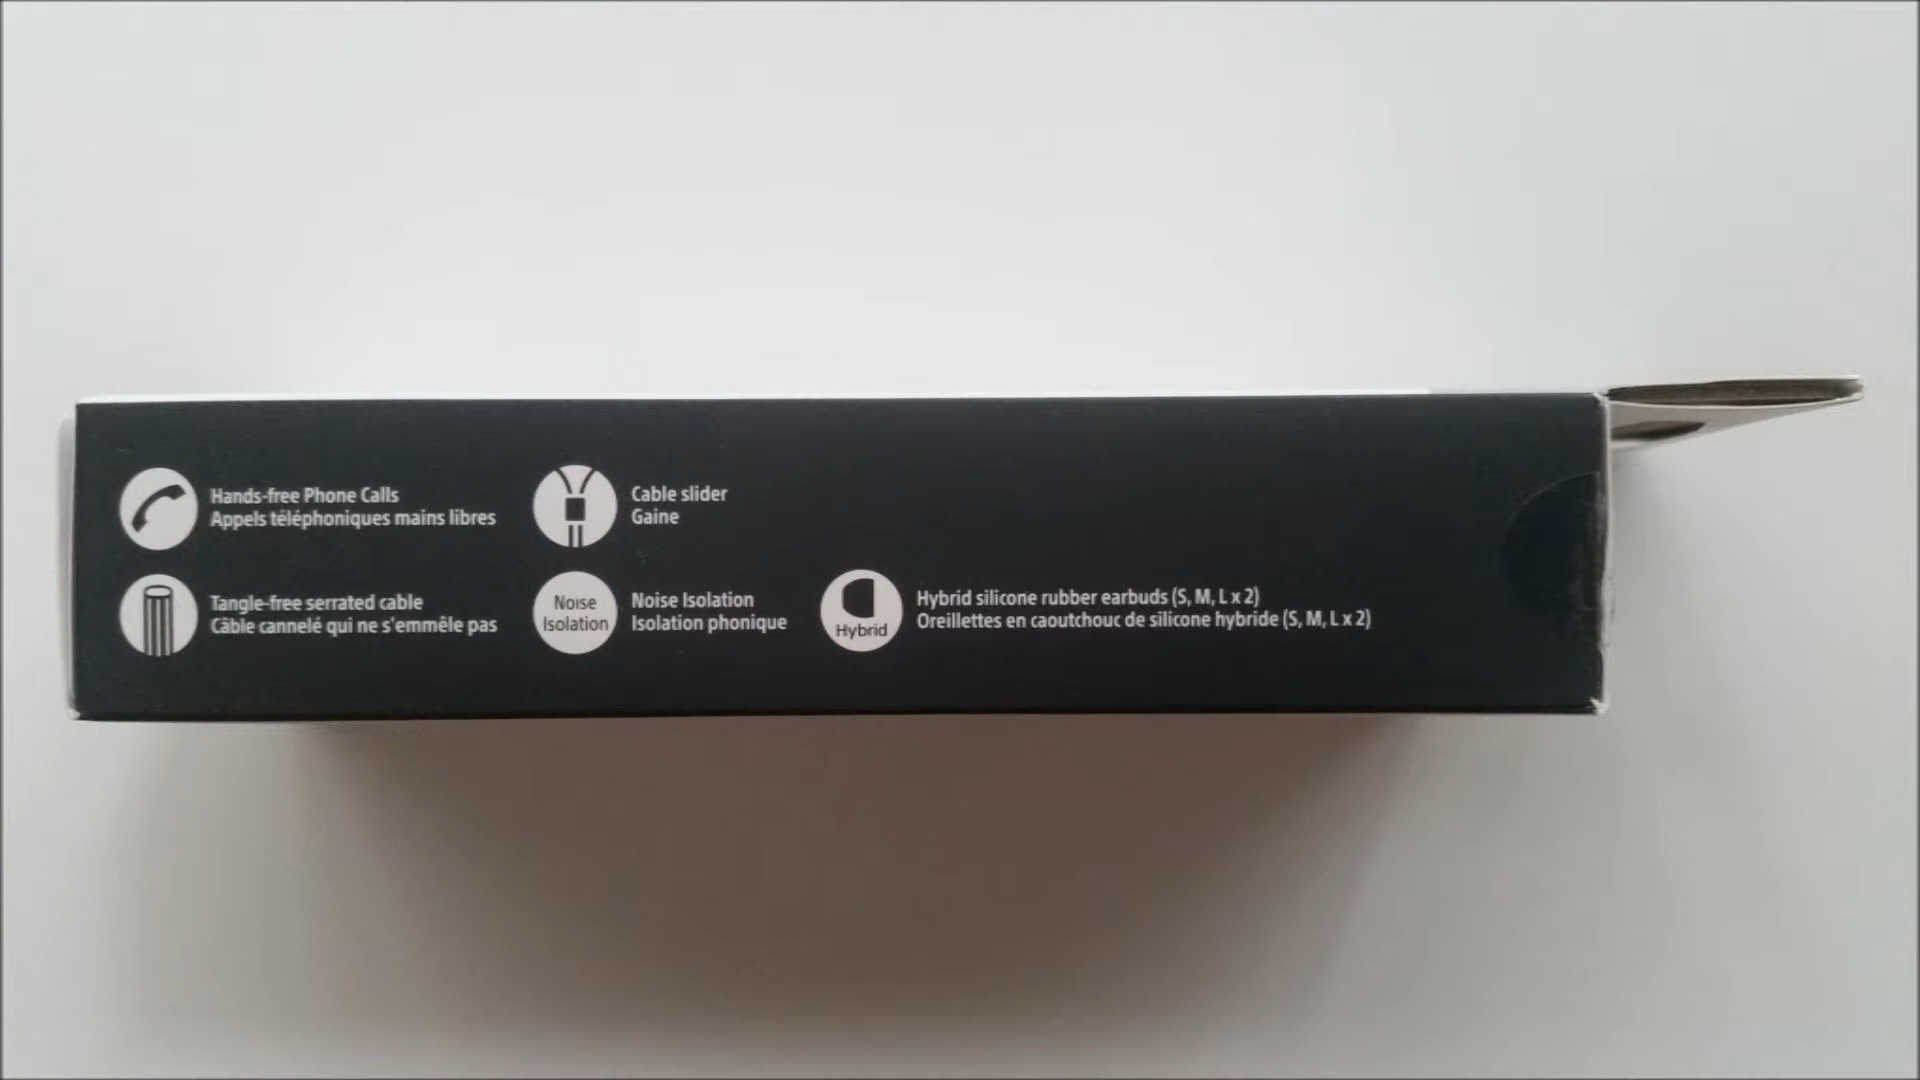 Hands-free Phone Calls
Appels téléphoniques mains libres
Cable slider
Gaine
Tangle-free serrated cable
Câble cannelé qui ne s'emmêle pas
Noise
Isolation
Noise Isolation
Isolation phonique
Hybrid
Hybrid silicone rubber earbuds (S, M, L x 2)
Oreillettes en caoutchouc de silicone hybride (S, M, L x 2)